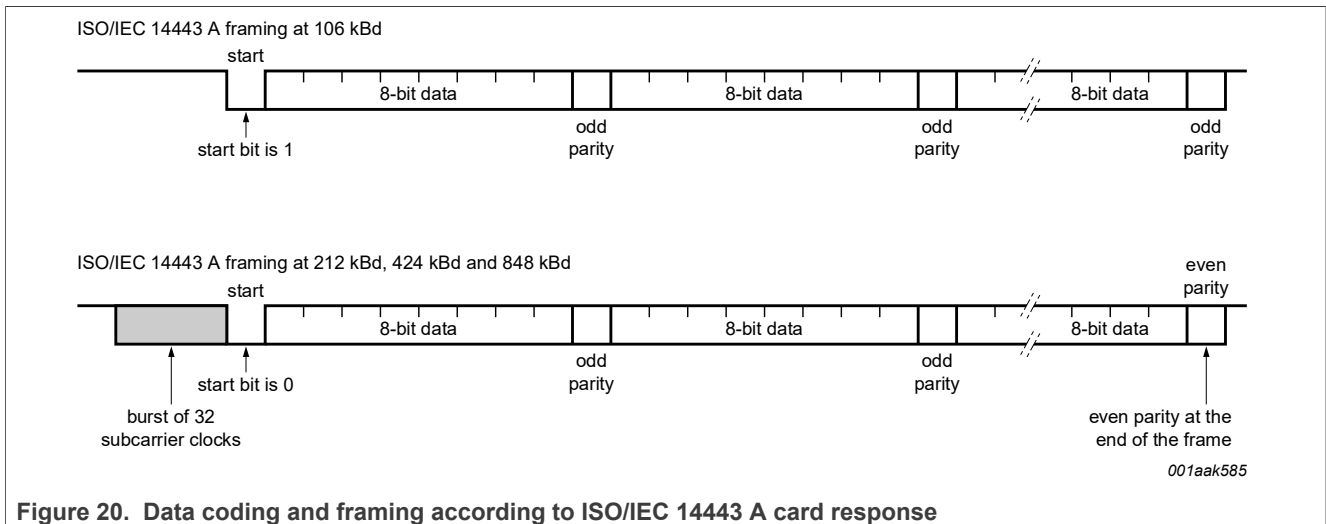 ISO/IEC 14443 A framing at 106 kBd
start
8-bit data
8-bit data
8-bit data
odd
parity
odd
parity
odd
parity
start bit is 1
ISO/IEC 14443 A framing at 212 kBd, 424 kBd and 848 kBd
even
parity
start
8-bit data
8-bit data
8-bit data
odd
parity
odd
parity
start bit is 0
burst of 32
subcarrier clocks
even parity at the
end of the frame
001aak585
Figure 20. Data coding and framing according to ISO/IEC 14443 A card response